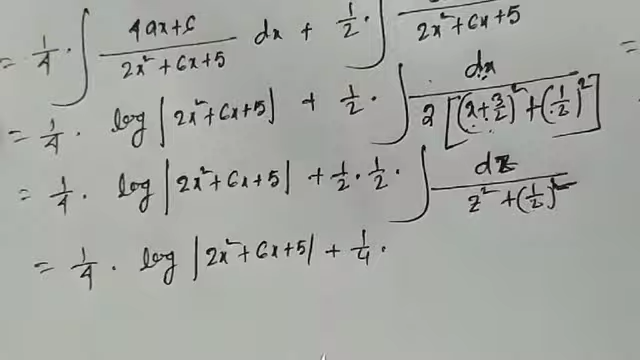 = 1/4 · ∫ (4ax+6)/(2x²+6x+5) dx + 1/2 · ∫ /(2x²+6x+5)
=
= 1/4 · log|2x²+6x+5| + 1/2 · ∫ dx/(2[(x+3/2)²+(1/2)²])
= 1/4 · log|2x²+6x+5| + 1/2 · 1/2 · ∫ dz/(z²+(1/2)²)
= 1/4 · log|2x²+6x+5| + 1/4 ·